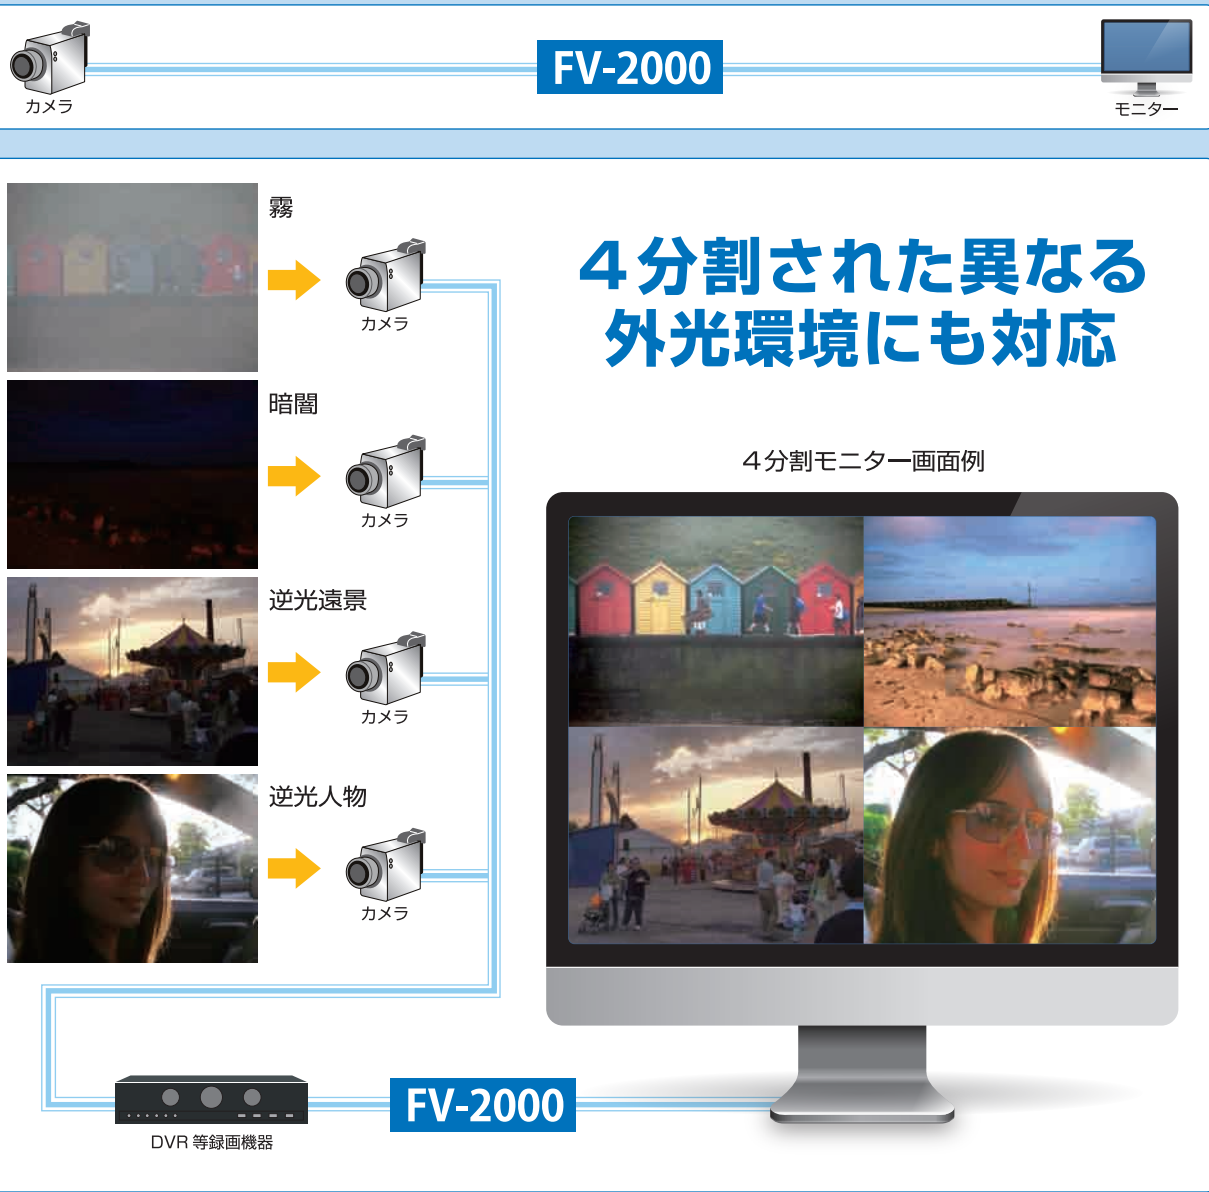 FV-2000
カメラ
モニター
霧
カメラ
4分割された異なる
外光環境にも対応
暗闇
カメラ
4分割モニター画面例
逆光遠景
カメラ
逆光人物
カメラ
FV-2000
DVR 等録画機器